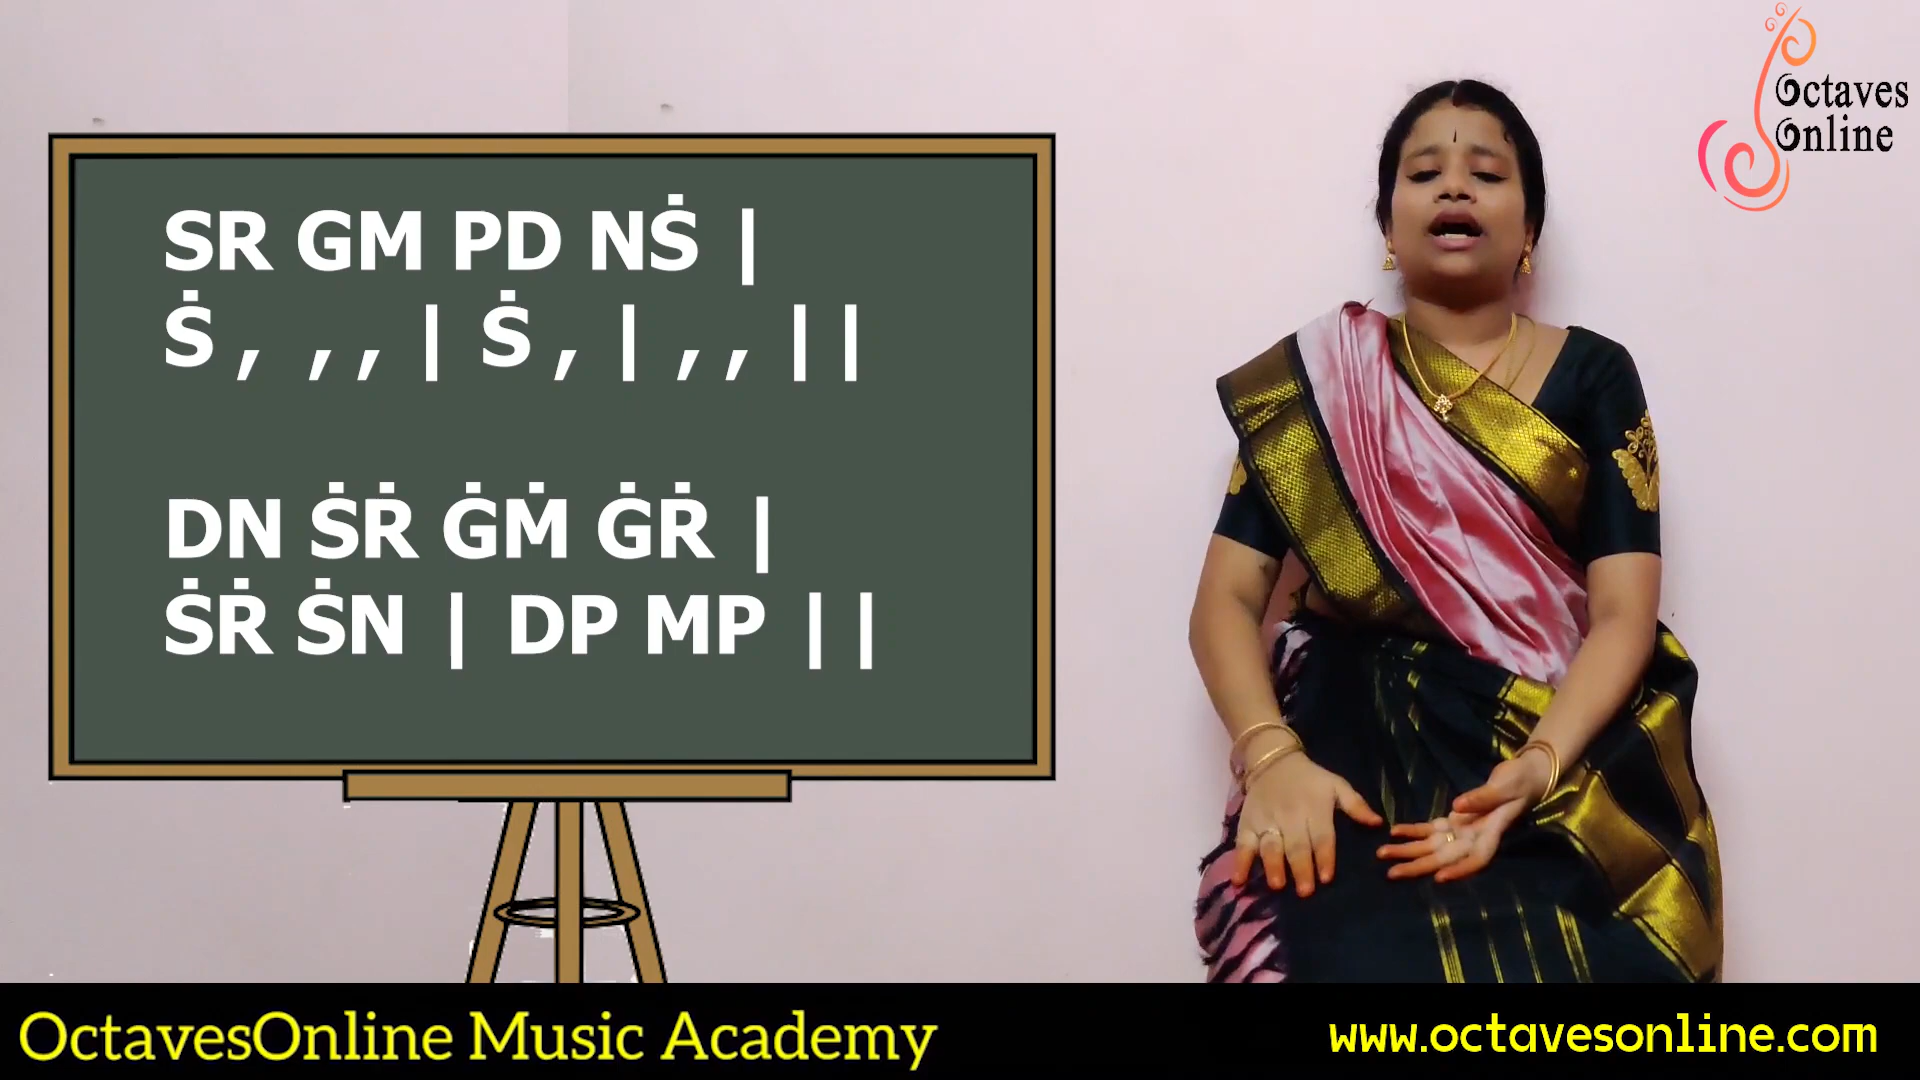 Octaves
Online
SR GM PD NṠ |
Ṡ , , , | Ṡ , | , , | |
DN ṠṘ ĠṀ ĠṘ |
ṠṘ ṠN | DP MP | |
OctavesOnline Music Academy
www.octavesonline.com